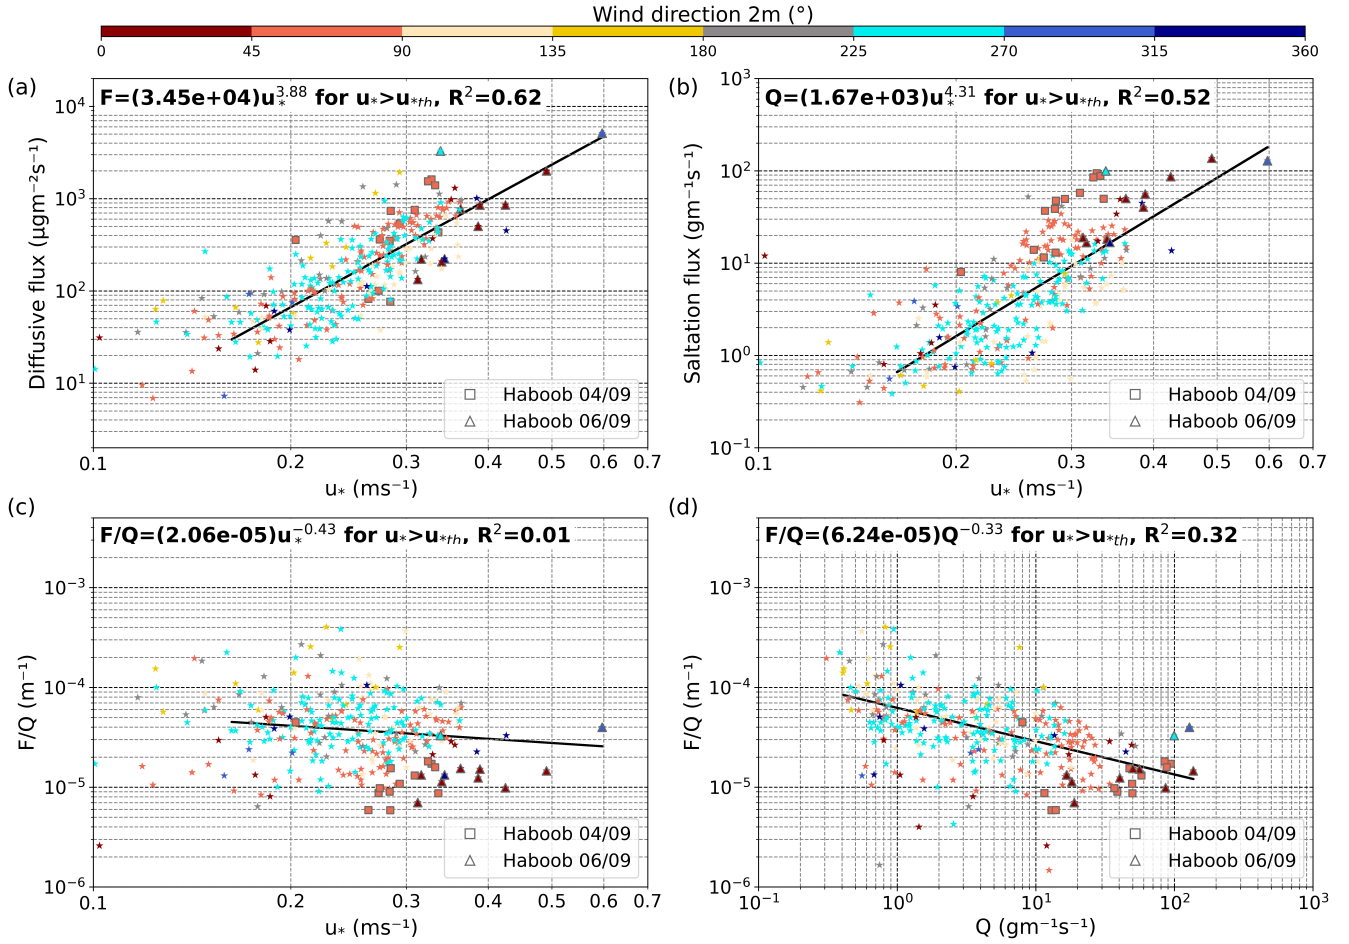 Wind direction 2m (°)
0 45 90 135 180 225 270 315 360
(a)
F=(3.45e+04)u*^3.88 for u*>u*th, R²=0.62
Diffusive flux (μgm⁻²s⁻¹)
10⁴
10³
10²
10¹
Haboob 04/09
Haboob 06/09
0.1 0.2 0.3 0.4 0.5 0.6 0.7
u* (ms⁻¹)
(b)
Q=(1.67e+03)u*^4.31 for u*>u*th, R²=0.52
Saltation flux (gm⁻¹s⁻¹)
10³
10²
10¹
10⁰
10⁻¹
Haboob 04/09
Haboob 06/09
0.1 0.2 0.3 0.4 0.5 0.6 0.7
u* (ms⁻¹)
(c)
F/Q=(2.06e-05)u*^−0.43 for u*>u*th, R²=0.01
F/Q (m⁻¹)
10⁻³
10⁻⁴
10⁻⁵
10⁻⁶
Haboob 04/09
Haboob 06/09
0.1 0.2 0.3 0.4 0.5 0.6 0.7
u* (ms⁻¹)
(d)
F/Q=(6.24e-05)Q^−0.33 for u*>u*th, R²=0.32
F/Q (m⁻¹)
10⁻³
10⁻⁴
10⁻⁵
10⁻⁶
Haboob 04/09
Haboob 06/09
10⁻¹ 10⁰ 10¹ 10² 10³
Q (gm⁻¹s⁻¹)